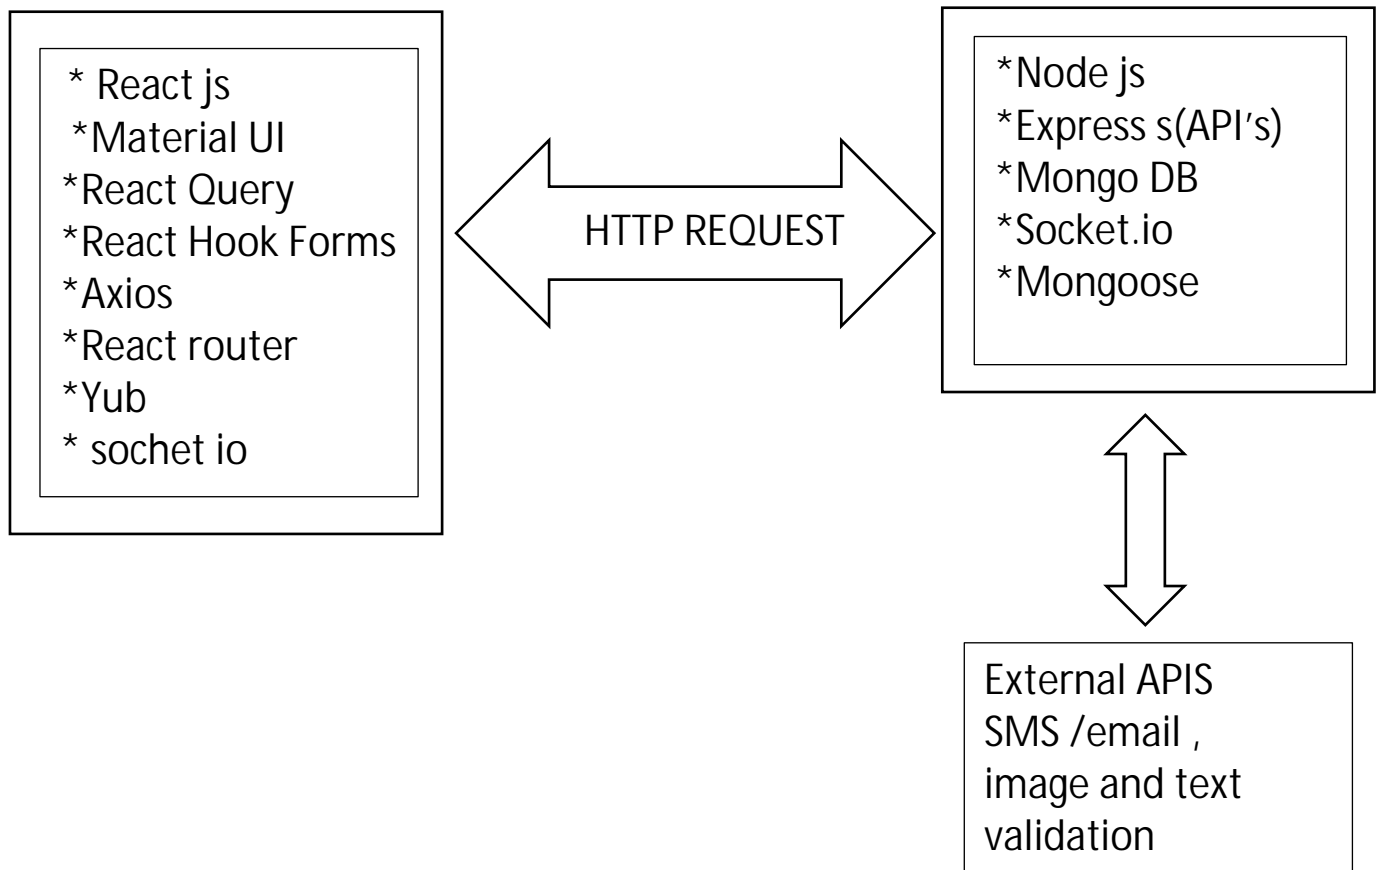 * React js
*Material UI
*React Query
*React Hook Forms
*Axios
*React router
*Yub
* sochet io
HTTP REQUEST
*Node js
*Express s(API's)
*Mongo DB
*Socket.io
*Mongoose
External APIS
SMS /email ,
image and text
validation